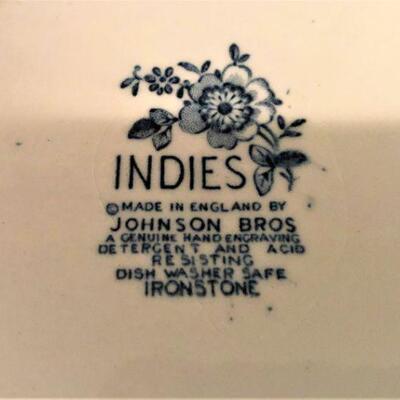 INDIES
© MADE IN ENGLAND BY
JOHNSON BROS
A GENUINE HAND ENGRAVING
DETERGENT AND ACID
RESISTING
DISH WASHER SAFE
IRONSTONE